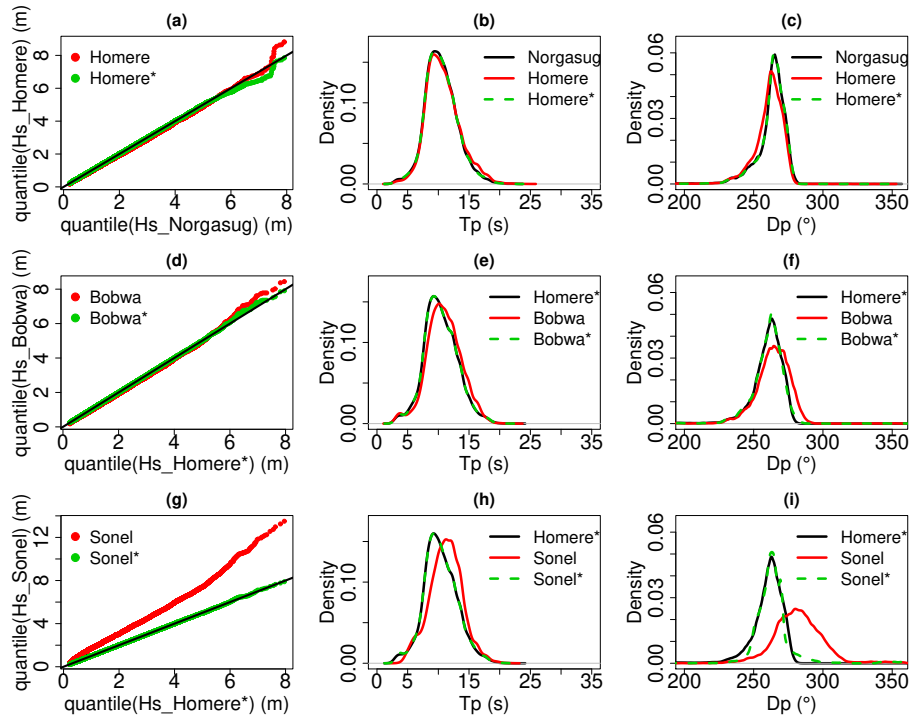 (a) (b) (c)
quantile(Hs_Homere) (m)
8
6
4
2
0
Homere
Homere*
0 2 4 6 8
quantile(Hs_Norgasug) (m)
Density
0.10
0.00
Norgasug
Homere
Homere*
0 5 15 25 35
Tp (s)
Density
0.06
0.03
0.00
Norgasug
Homere
Homere*
200 250 300 350
Dp (°)
(d) (e) (f)
quantile(Hs_Bobwa) (m)
8
6
4
2
0
Bobwa
Bobwa*
0 2 4 6 8
quantile(Hs_Homere*) (m)
Density
0.10
0.00
Homere*
Bobwa
Bobwa*
0 5 15 25 35
Tp (s)
Density
0.06
0.03
0.00
Homere*
Bobwa
Bobwa*
200 250 300 350
Dp (°)
(g) (h) (i)
quantile(Hs_Sonel) (m)
12
8
4
0
Sonel
Sonel*
0 2 4 6 8
quantile(Hs_Homere*) (m)
Density
0.10
0.00
Homere*
Sonel
Sonel*
0 5 15 25 35
Tp (s)
Density
0.06
0.03
0.00
Homere*
Sonel
Sonel*
200 250 300 350
Dp (°)